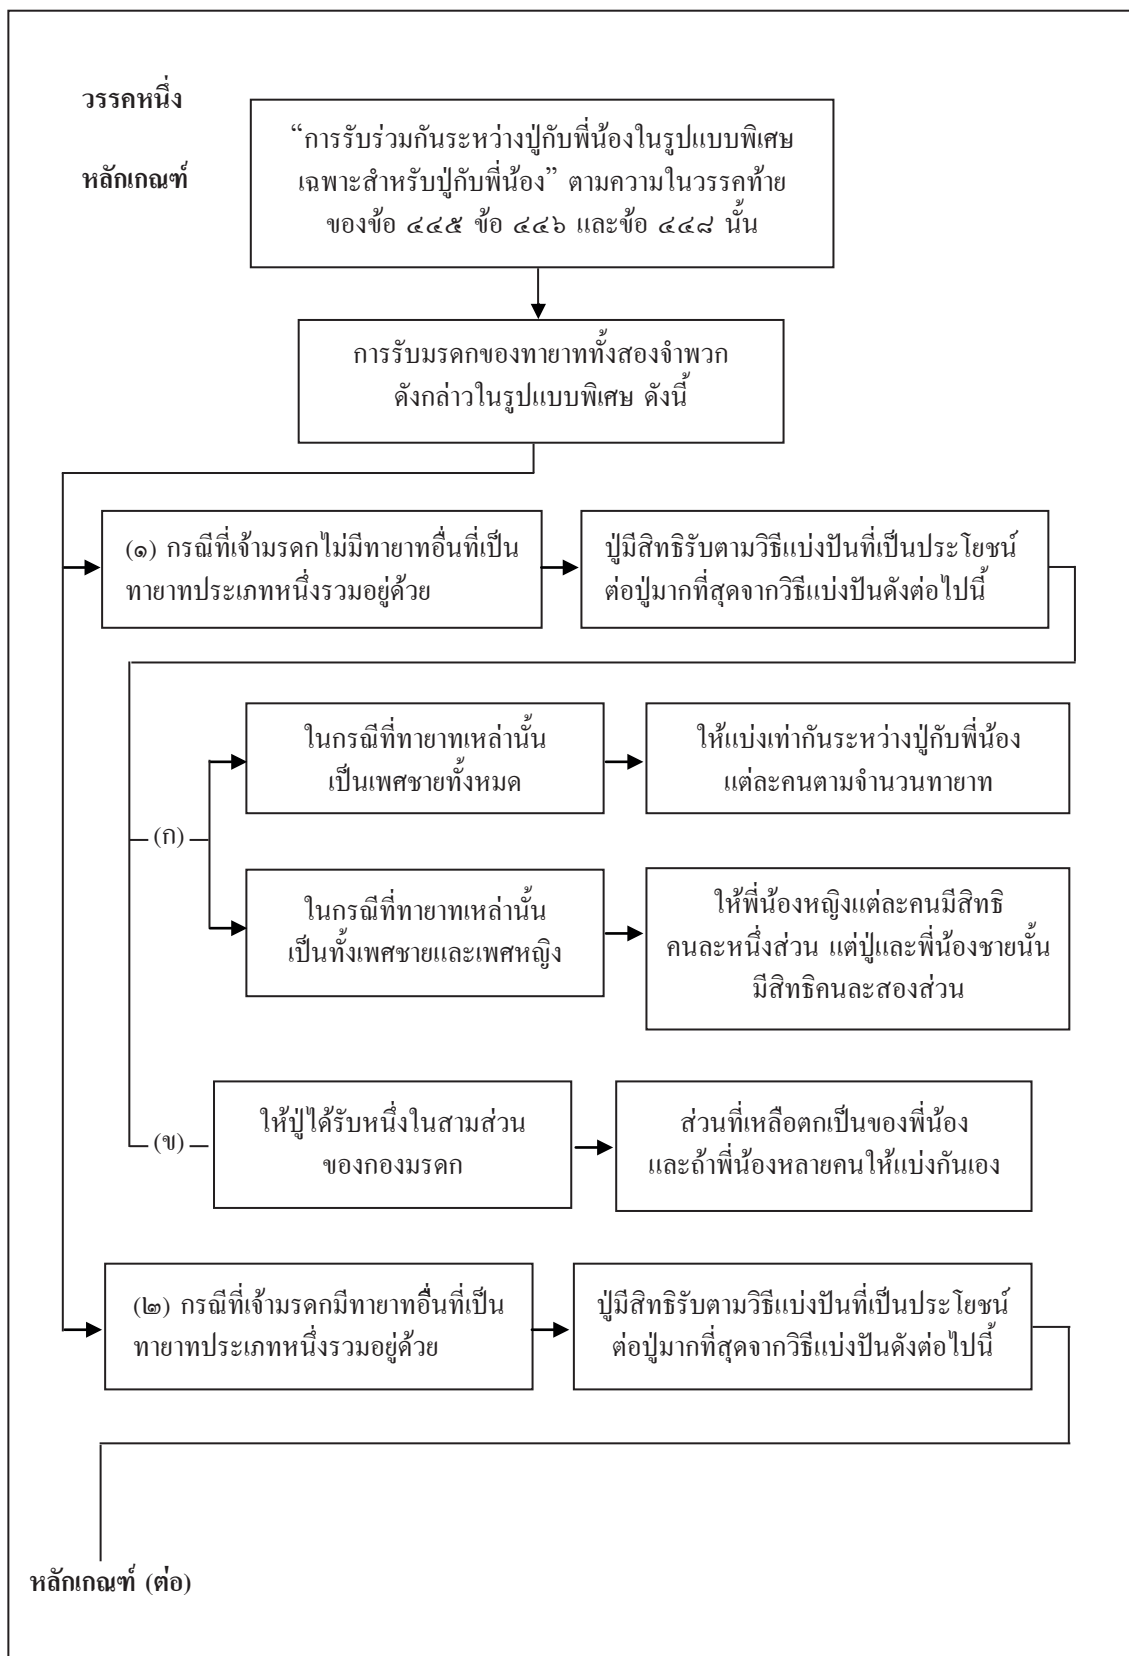 วรรคหนึ่ง
หลักเกณฑ์
“การรับร่วมกันระหว่างปู่กับพี่น้องในรูปแบบพิเศษ
เฉพาะสำหรับปู่กับพี่น้อง” ตามความในวรรคท้าย
ของข้อ ๔๔๕ ข้อ ๔๔๖ และข้อ ๔๔๘ นั้น
การรับมรดกของทายาททั้งสองจำพวก
ดังกล่าวในรูปแบบพิเศษ ดังนี้
(๑) กรณีที่เจ้ามรดกไม่มีทายาทอื่นที่เป็น
ทายาทประเภทหนึ่งรวมอยู่ด้วย
ปู่มีสิทธิรับตามวิธีแบ่งปันที่เป็นประโยชน์
ต่อปู่มากที่สุดจากวิธีแบ่งปันดังต่อไปนี้
(ก)
ในกรณีที่ทายาทเหล่านั้น
เป็นเพศชายทั้งหมด
ให้แบ่งเท่ากันระหว่างปู่กับพี่น้อง
แต่ละคนตามจำนวนทายาท
ในกรณีที่ทายาทเหล่านั้น
เป็นทั้งเพศชายและเพศหญิง
ให้พี่น้องหญิงแต่ละคนมีสิทธิ
คนละหนึ่งส่วน แต่ปู่และพี่น้องชายนั้น
มีสิทธิคนละสองส่วน
(ข)
ให้ปู่ได้รับหนึ่งในสามส่วน
ของกองมรดก
ส่วนที่เหลือตกเป็นของพี่น้อง
และถ้าพี่น้องหลายคนให้แบ่งกันเอง
(๒) กรณีที่เจ้ามรดกมีทายาทอื่นที่เป็น
ทายาทประเภทหนึ่งรวมอยู่ด้วย
ปู่มีสิทธิรับตามวิธีแบ่งปันที่เป็นประโยชน์
ต่อปู่มากที่สุดจากวิธีแบ่งปันดังต่อไปนี้
หลักเกณฑ์ (ต่อ)